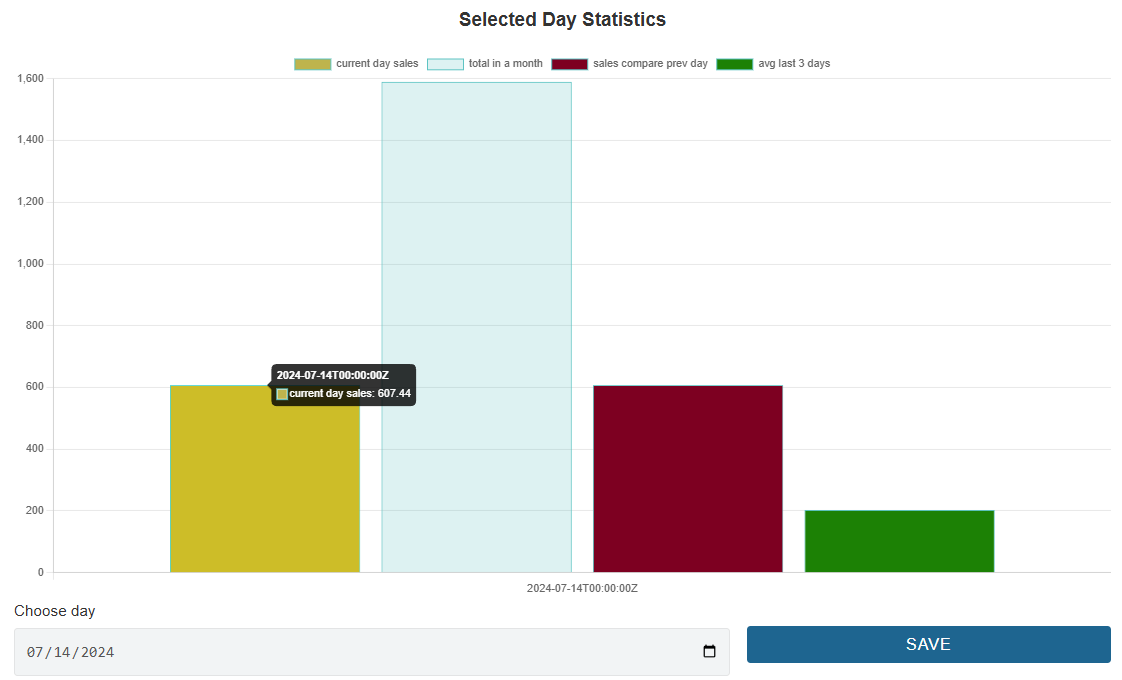 Selected Day Statistics
current day sales total in a month sales compare prev day avg last 3 days
1,600
1,400
1,200
1,000
800
2024-07-14T00:00:00Z
current day sales: 607.44
600
400
200
0
2024-07-14T00:00:00Z
Choose day
07/14/2024
SAVE